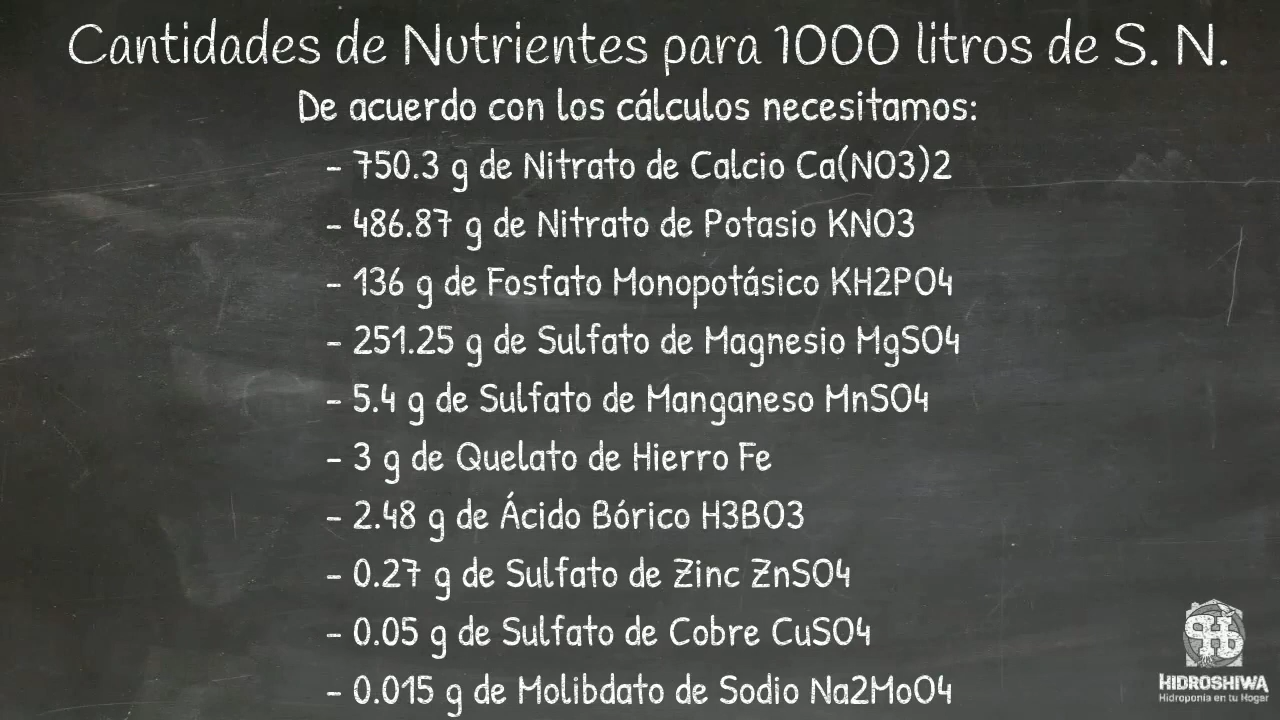 Cantidades de Nutrientes para 1000 litros de S. N.
De acuerdo con los cálculos necesitamos:
- 750.3 g de Nitrato de Calcio Ca(NO3)2
- 486.87 g de Nitrato de Potasio KNO3
- 136 g de Fosfato Monopotásico KH2PO4
- 251.25 g de Sulfato de Magnesio MgSO4
- 5.4 g de Sulfato de Manganeso MnSO4
- 3 g de Quelato de Hierro Fe
- 2.48 g de Ácido Bórico H3BO3
- 0.27 g de Sulfato de Zinc ZnSO4
- 0.05 g de Sulfato de Cobre CuSO4
- 0.015 g de Molibdato de Sodio Na2MoO4
HIDROSHIWA
Hidroponia en tu Hogar